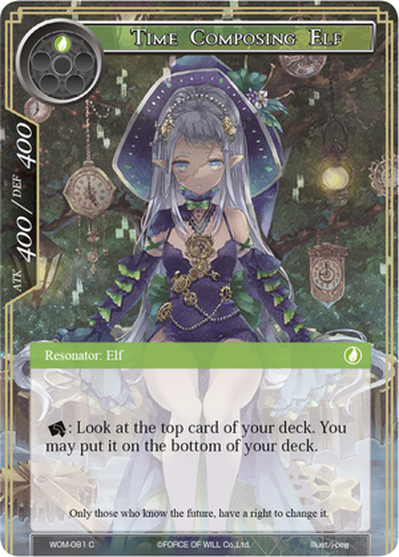 Time Composing Elf
ATK 400 / DEF 400
Resonator: Elf
: Look at the top card of your deck. You
may put it on the bottom of your deck.
Only those who know the future, have a right to change it.
WOM-081 C ©FORCE OF WILL Co.,Ltd. Illust/j-peg